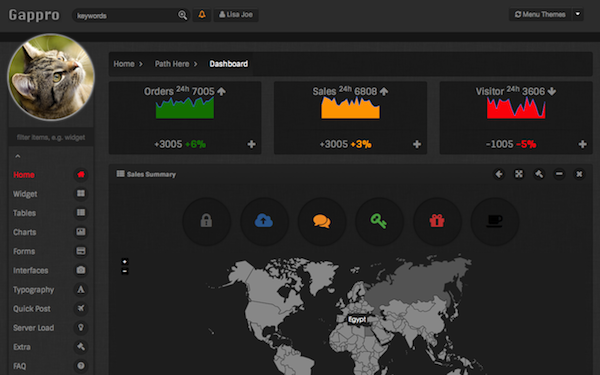 Gappro
keywords
Lisa Joe
Menu Themes
Home > Path Here > Dashboard
Orders 24h 7005
+3005 +6%
Sales 24h 6808
+3005 +3%
Visitor 24h 3606
-1005 -5%
filter items, e.g. widget
Home
Widget
Tables
Charts
Forms
Interfaces
Typography
Quick Post
Server Load
Extra
FAQ
Sales Summary
Egypt